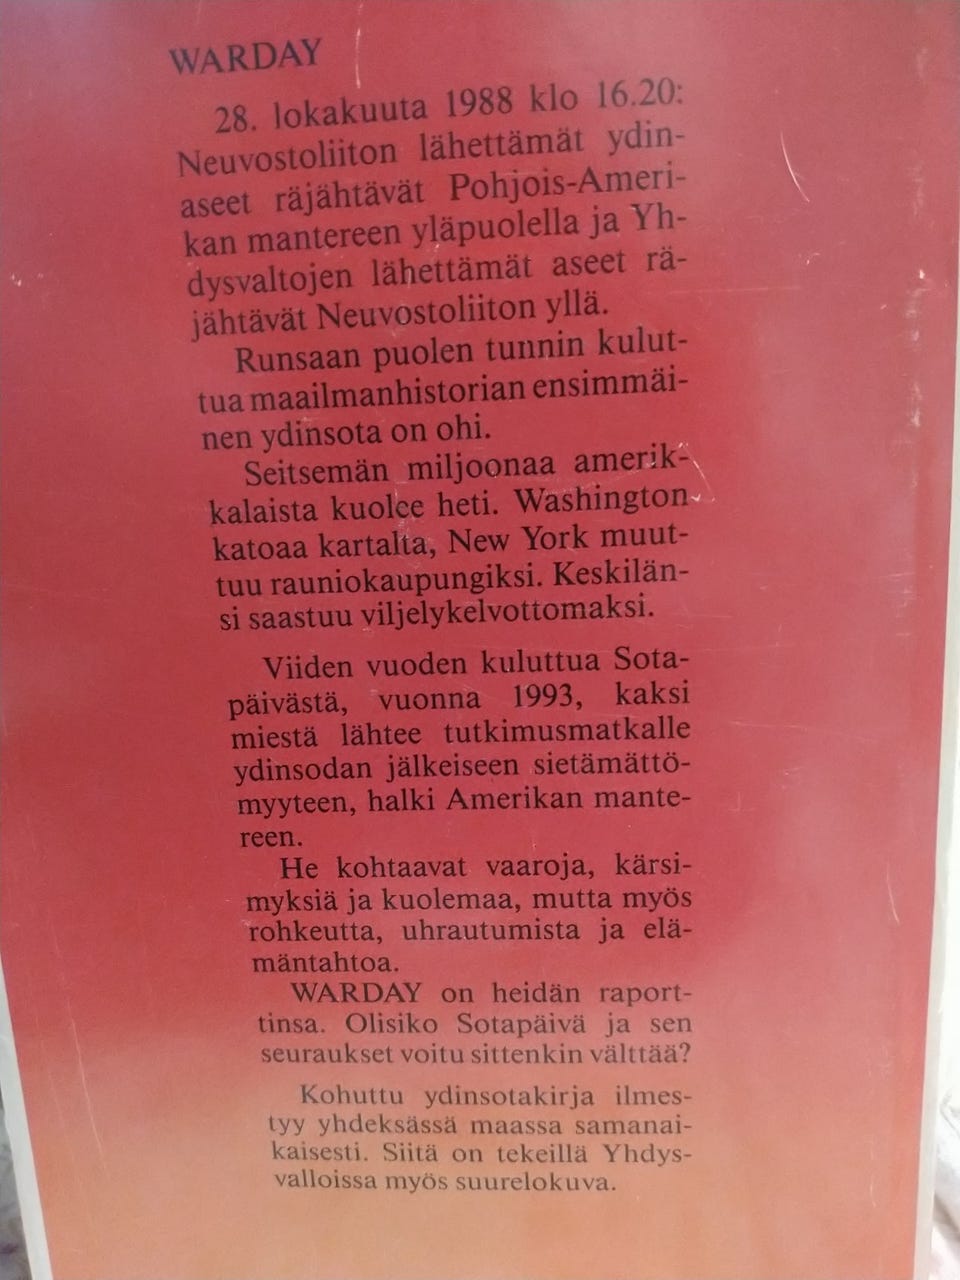 WARDAY
28. lokakuuta 1988 klo 16.20:
Neuvostoliiton lähettämät ydin-
aseet räjähtävät Pohjois-Ameri-
kan mantereen yläpuolella ja Yh-
dysvaltojen lähettämät aseet rä-
jähtävät Neuvostoliiton yllä.
Runsaan puolen tunnin kulut-
tua maailmanhistorian ensimmäi-
nen ydinsota on ohi.
Seitsemän miljoonaa amerik-
kalaista kuolee heti. Washington
katoaa kartalta, New York muut-
tuu rauniokaupungiksi. Keskilän-
si saastuu viljelykelvottomaksi.
Viiden vuoden kuluttua Sota-
päivästä, vuonna 1993, kaksi
miestä lähtee tutkimusmatkalle
ydinsodan jälkeiseen sietämättö-
myyteen, halki Amerikan mante-
reen.
He kohtaavat vaaroja, kärsi-
myksiä ja kuolemaa, mutta myös
rohkeutta, uhrautumista ja elä-
mäntahtoa.
WARDAY on heidän raport-
tinsa. Olisiko Sotapäivä ja sen
seuraukset voitu sittenkin välttää?
Kohuttu ydinsotakirja ilmes-
tyy yhdeksässä maassa samanai-
kaisesti. Siitä on tekeillä Yhdys-
valloissa myös suurelokuva.